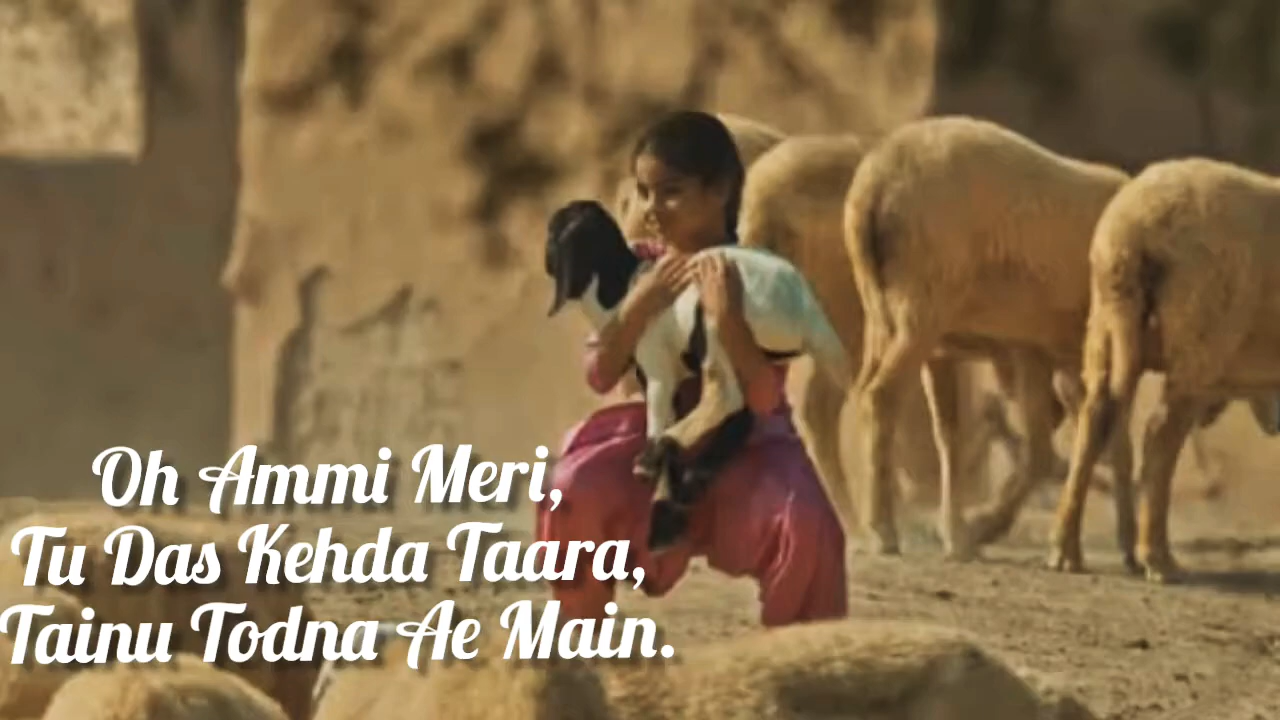 Oh Ammi Meri,
Tu Das Kehda Taara,
Tainu Todna Ae Main.